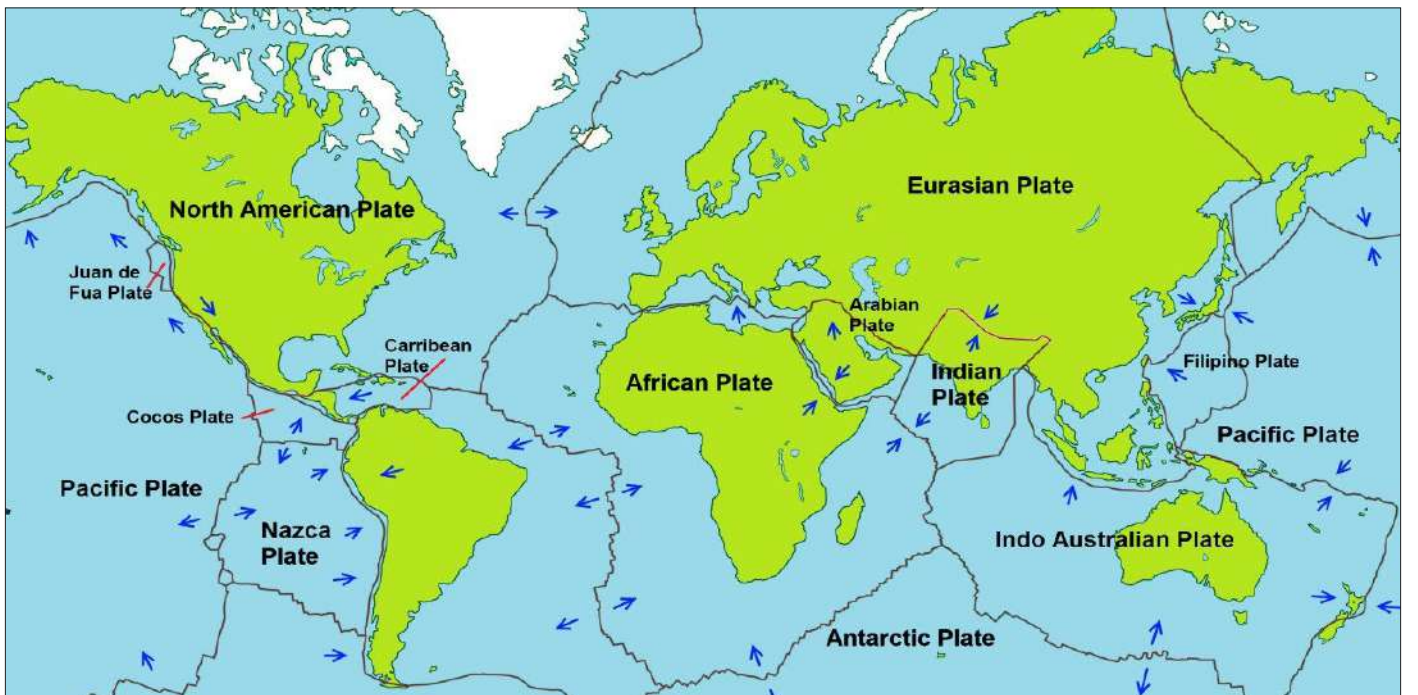 North American Plate
Eurasian Plate
Juan de
Fua Plate
Arabian
Plate
Carribean
Plate
African Plate
Indian
Plate
Filipino Plate
Cocos Plate
Pacific Plate
Pacific Plate
Nazca
Plate
Indo Australian Plate
Antarctic Plate